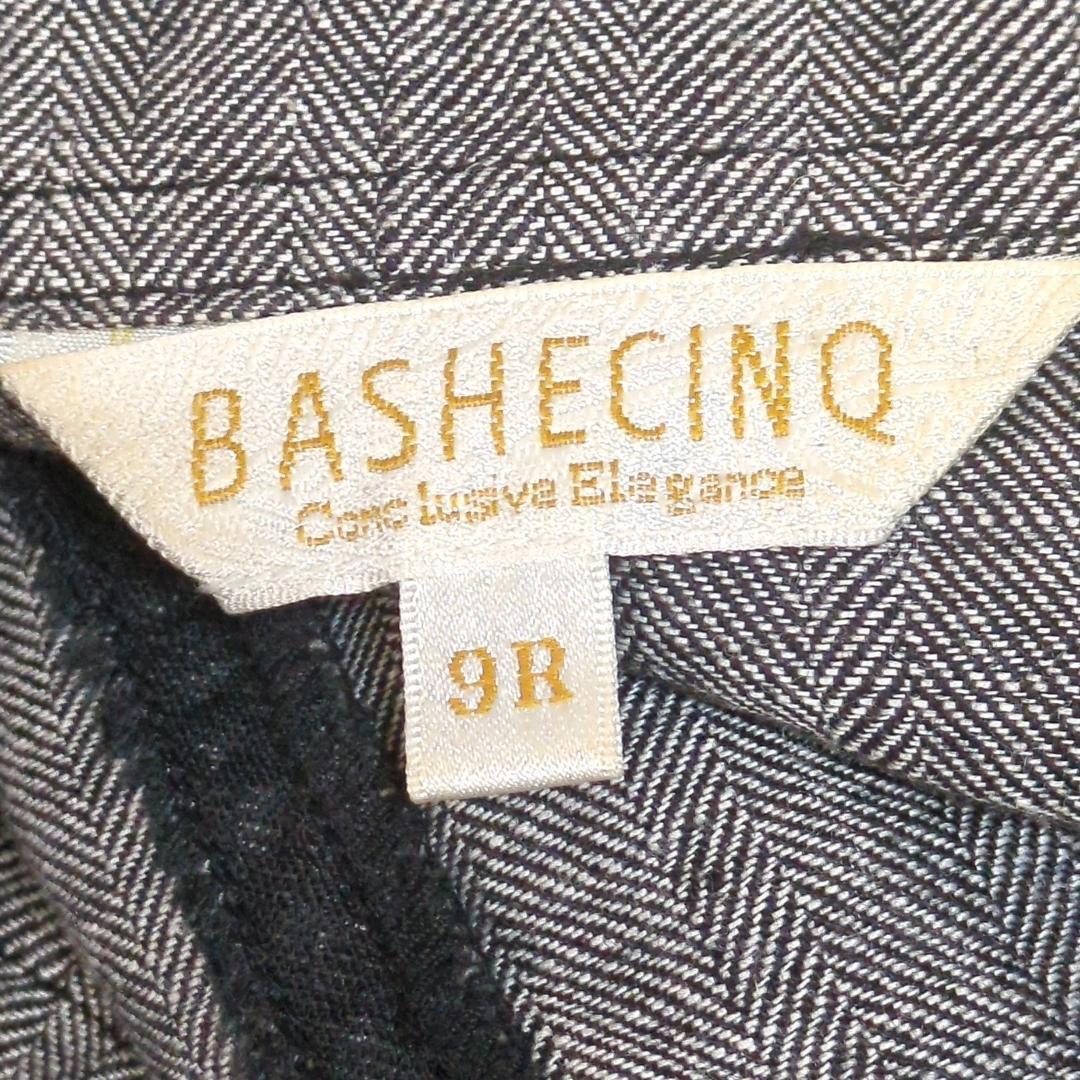 BASHECINQ
Conclusive Elegance
9R